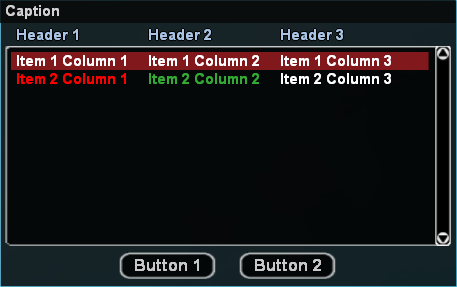 Caption
Header 1 Header 2 Header 3
Item 1 Column 1 Item 1 Column 2 Item 1 Column 3
Item 2 Column 1 Item 2 Column 2 Item 2 Column 3
Button 1 Button 2